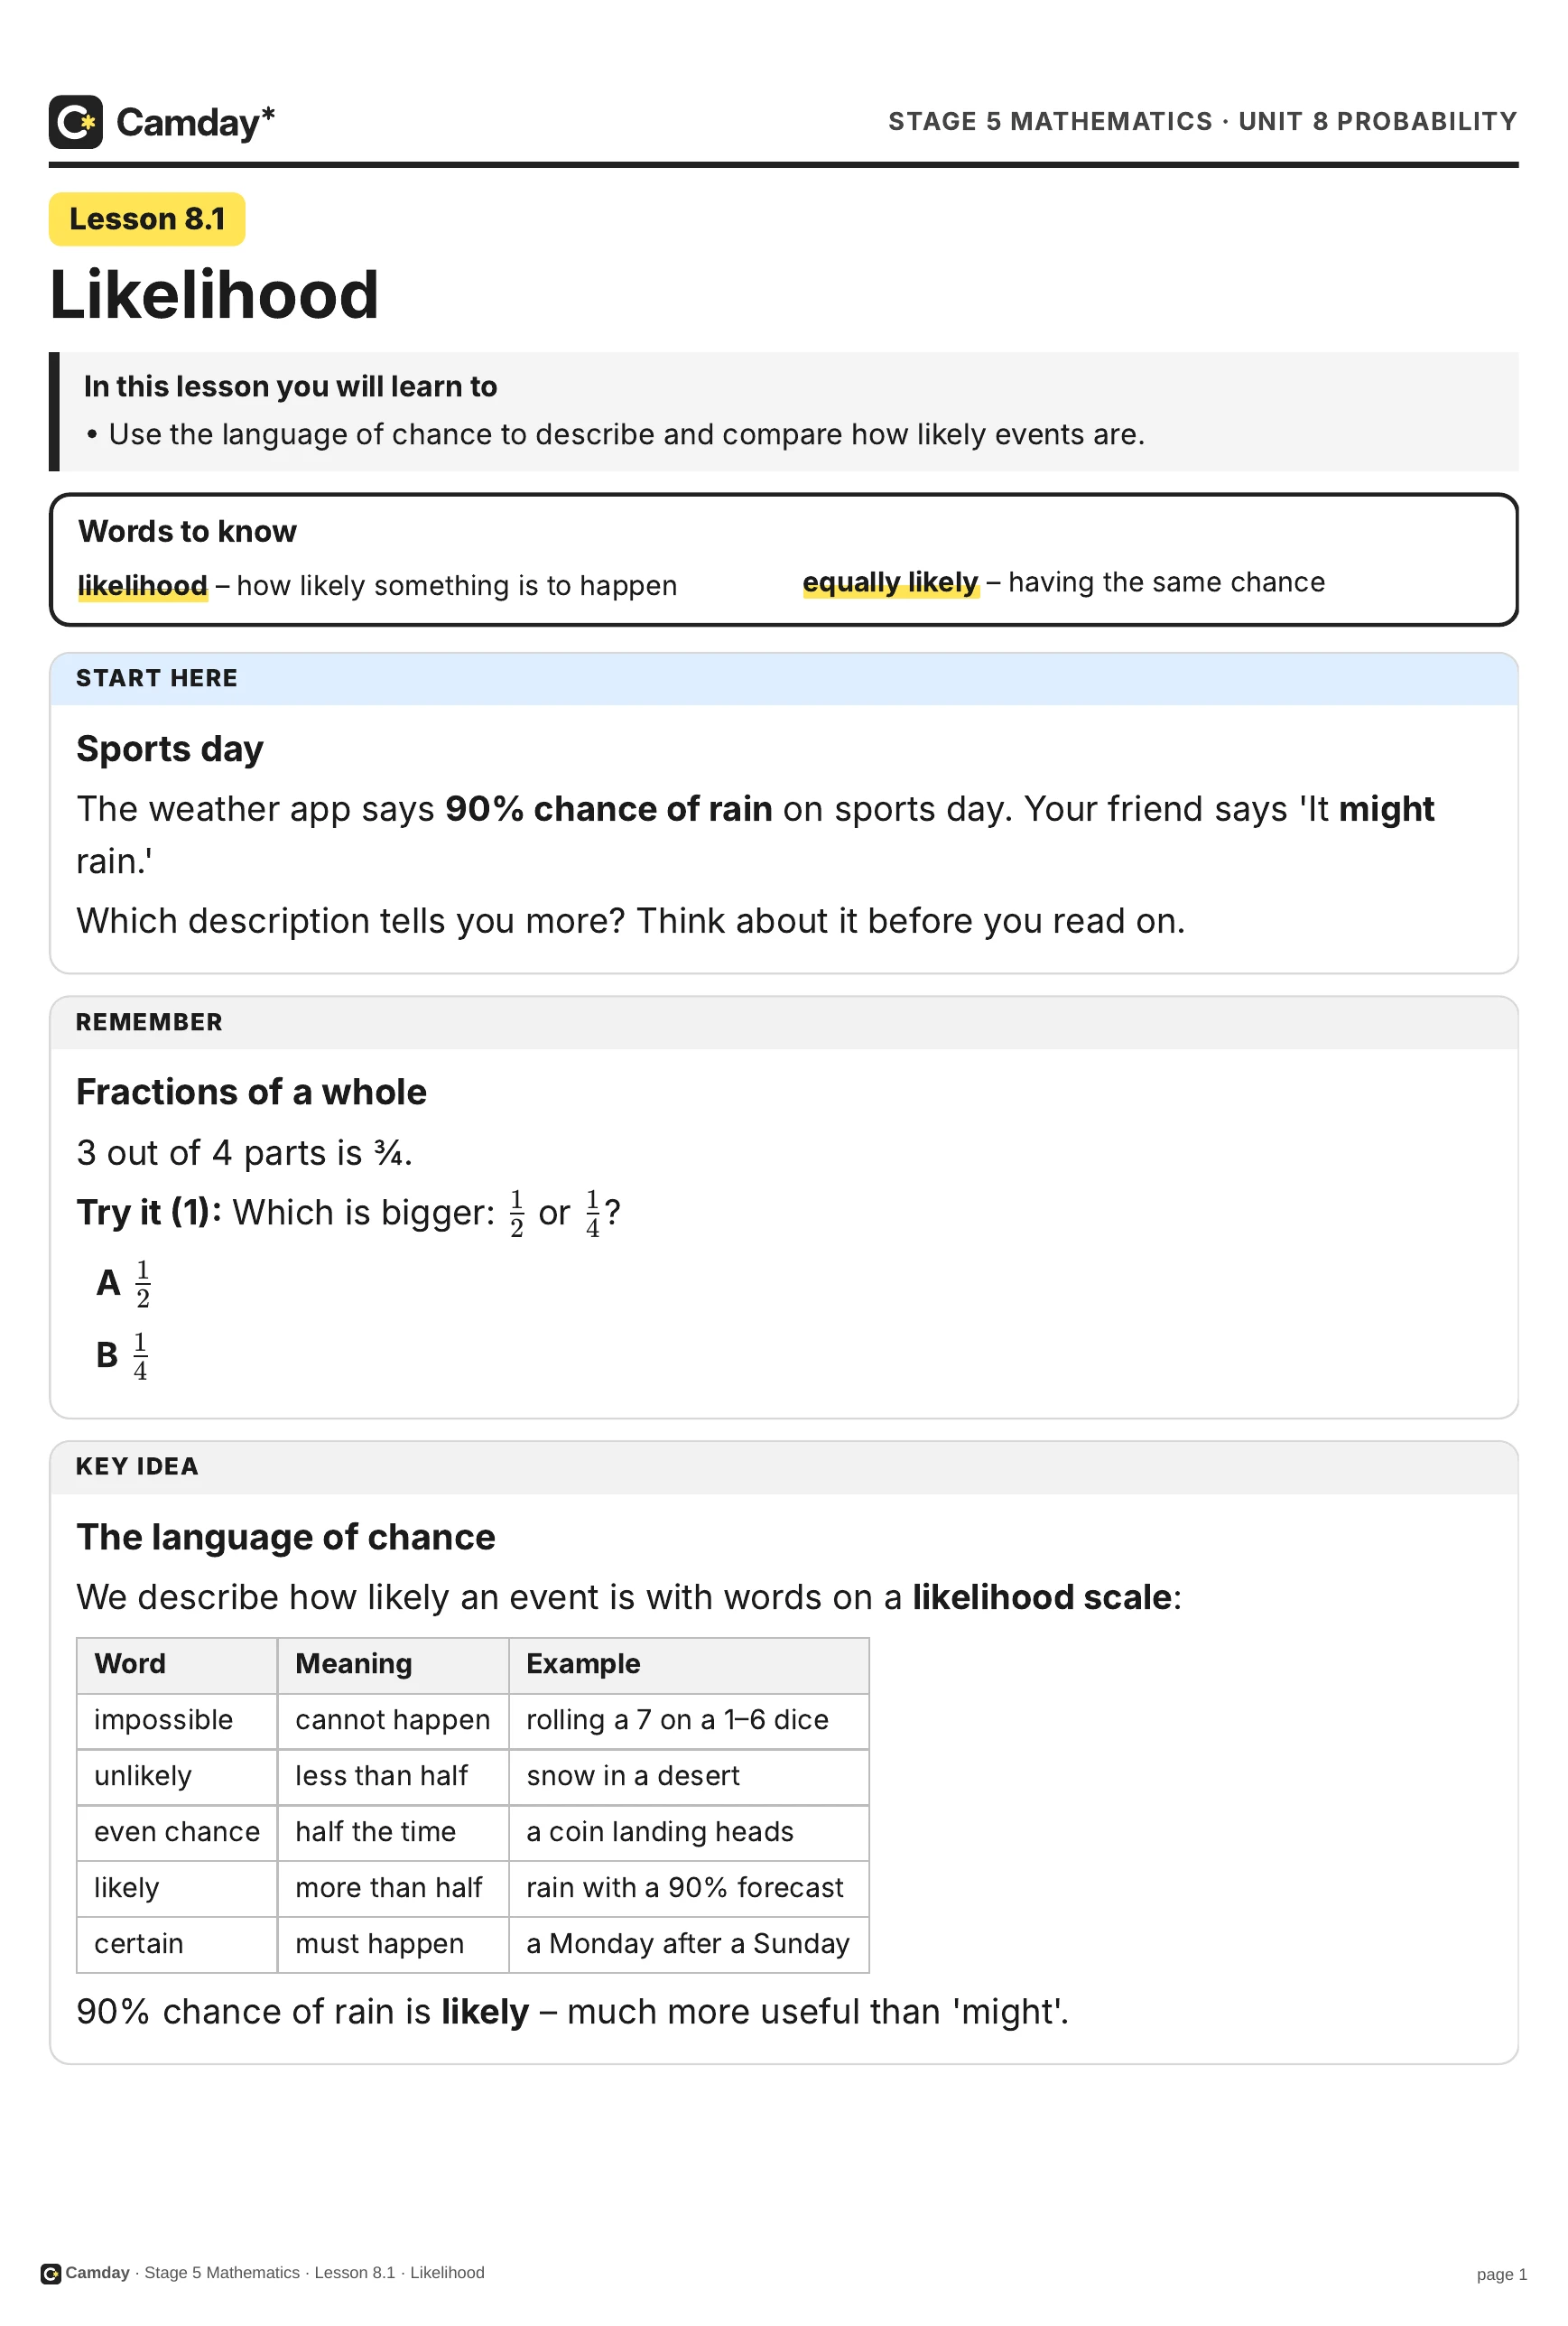 Camday*
STAGE 5 MATHEMATICS · UNIT 8 PROBABILITY
Lesson 8.1
Likelihood
In this lesson you will learn to
• Use the language of chance to describe and compare how likely events are.
Words to know
likelihood – how likely something is to happen
equally likely – having the same chance
START HERE
Sports day
The weather app says 90% chance of rain on sports day. Your friend says 'It might
rain.'
Which description tells you more? Think about it before you read on.
REMEMBER
Fractions of a whole
3 out of 4 parts is ¾.
Try it (1): Which is bigger: 1/2 or 1/4?
A 1/2
B 1/4
KEY IDEA
The language of chance
We describe how likely an event is with words on a likelihood scale:
Word Meaning Example
impossible cannot happen rolling a 7 on a 1–6 dice
unlikely less than half snow in a desert
even chance half the time a coin landing heads
likely more than half rain with a 90% forecast
certain must happen a Monday after a Sunday
90% chance of rain is likely – much more useful than 'might'.
Camday · Stage 5 Mathematics · Lesson 8.1 · Likelihood
page 1